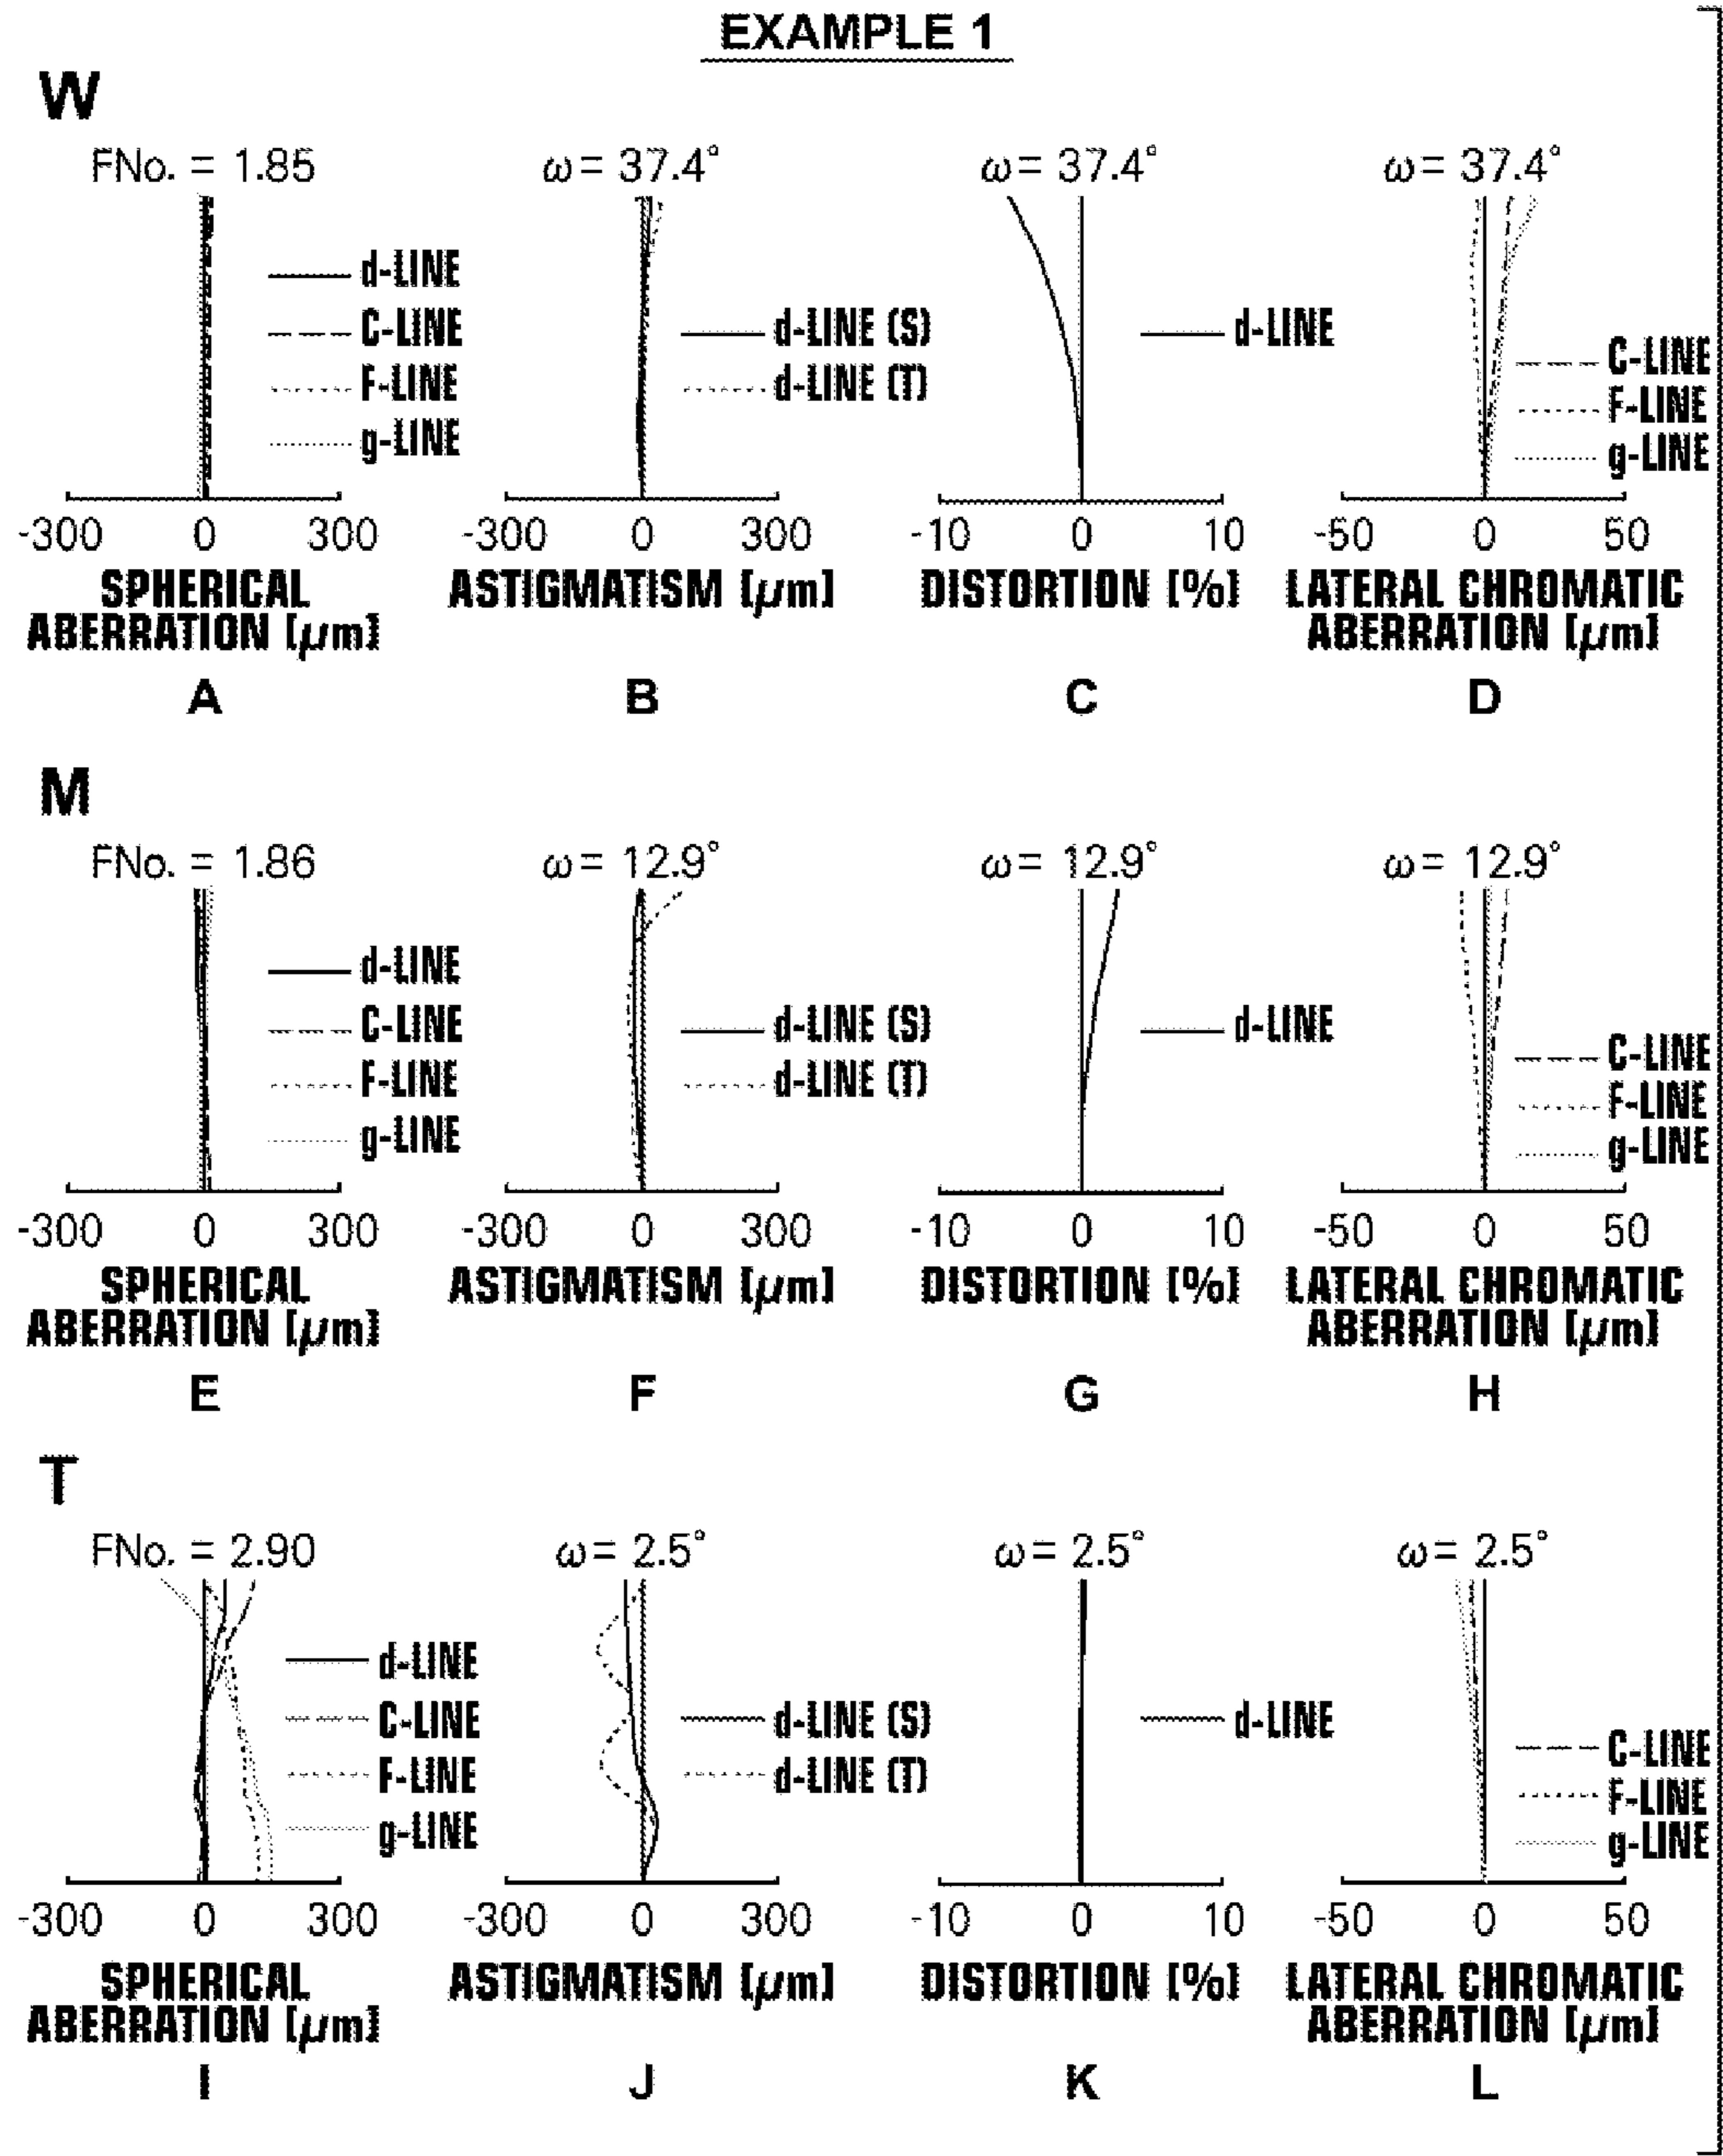 EXAMPLE 1
W
FNo. = 1.85
d-LINE
C-LINE
F-LINE
g-LINE
-300 0 300
SPHERICAL
ABERRATION [μm]
A
ω = 37.4°
d-LINE (S)
d-LINE (T)
-300 0 300
ASTIGMATISM [μm]
B
ω = 37.4°
d-LINE
-10 0 10
DISTORTION [%]
C
ω = 37.4°
C-LINE
F-LINE
g-LINE
-50 0 50
LATERAL CHROMATIC
ABERRATION [μm]
D
M
FNo. = 1.86
d-LINE
C-LINE
F-LINE
g-LINE
-300 0 300
SPHERICAL
ABERRATION [μm]
E
ω = 12.9°
d-LINE (S)
d-LINE (T)
-300 0 300
ASTIGMATISM [μm]
F
ω = 12.9°
d-LINE
-10 0 10
DISTORTION [%]
G
ω = 12.9°
C-LINE
F-LINE
g-LINE
-50 0 50
LATERAL CHROMATIC
ABERRATION [μm]
H
T
FNo. = 2.90
d-LINE
C-LINE
F-LINE
g-LINE
-300 0 300
SPHERICAL
ABERRATION [μm]
I
ω = 2.5°
d-LINE (S)
d-LINE (T)
-300 0 300
ASTIGMATISM [μm]
J
ω = 2.5°
d-LINE
-10 0 10
DISTORTION [%]
K
ω = 2.5°
C-LINE
F-LINE
g-LINE
-50 0 50
LATERAL CHROMATIC
ABERRATION [μm]
L